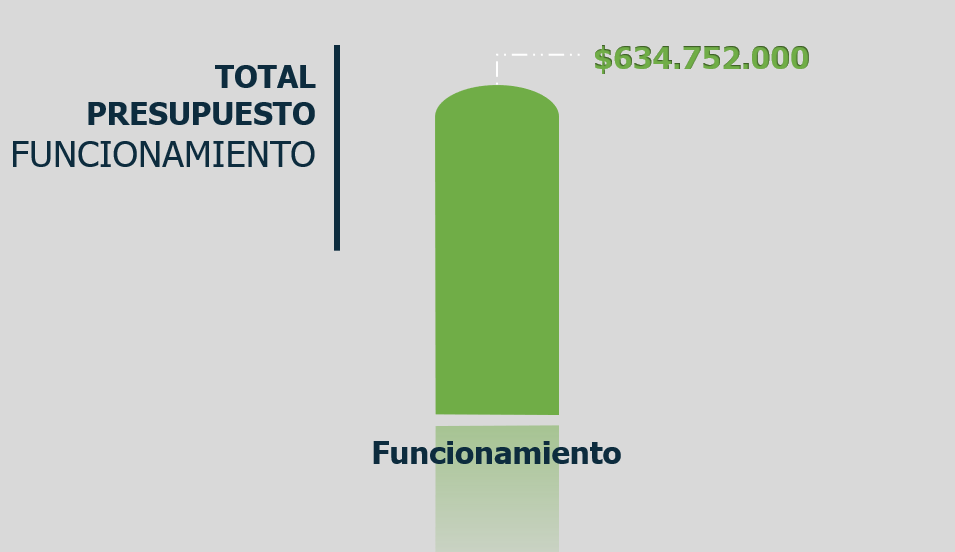 TOTAL
PRESUPUESTO
FUNCIONAMIENTO
$634.752.000
Funcionamiento